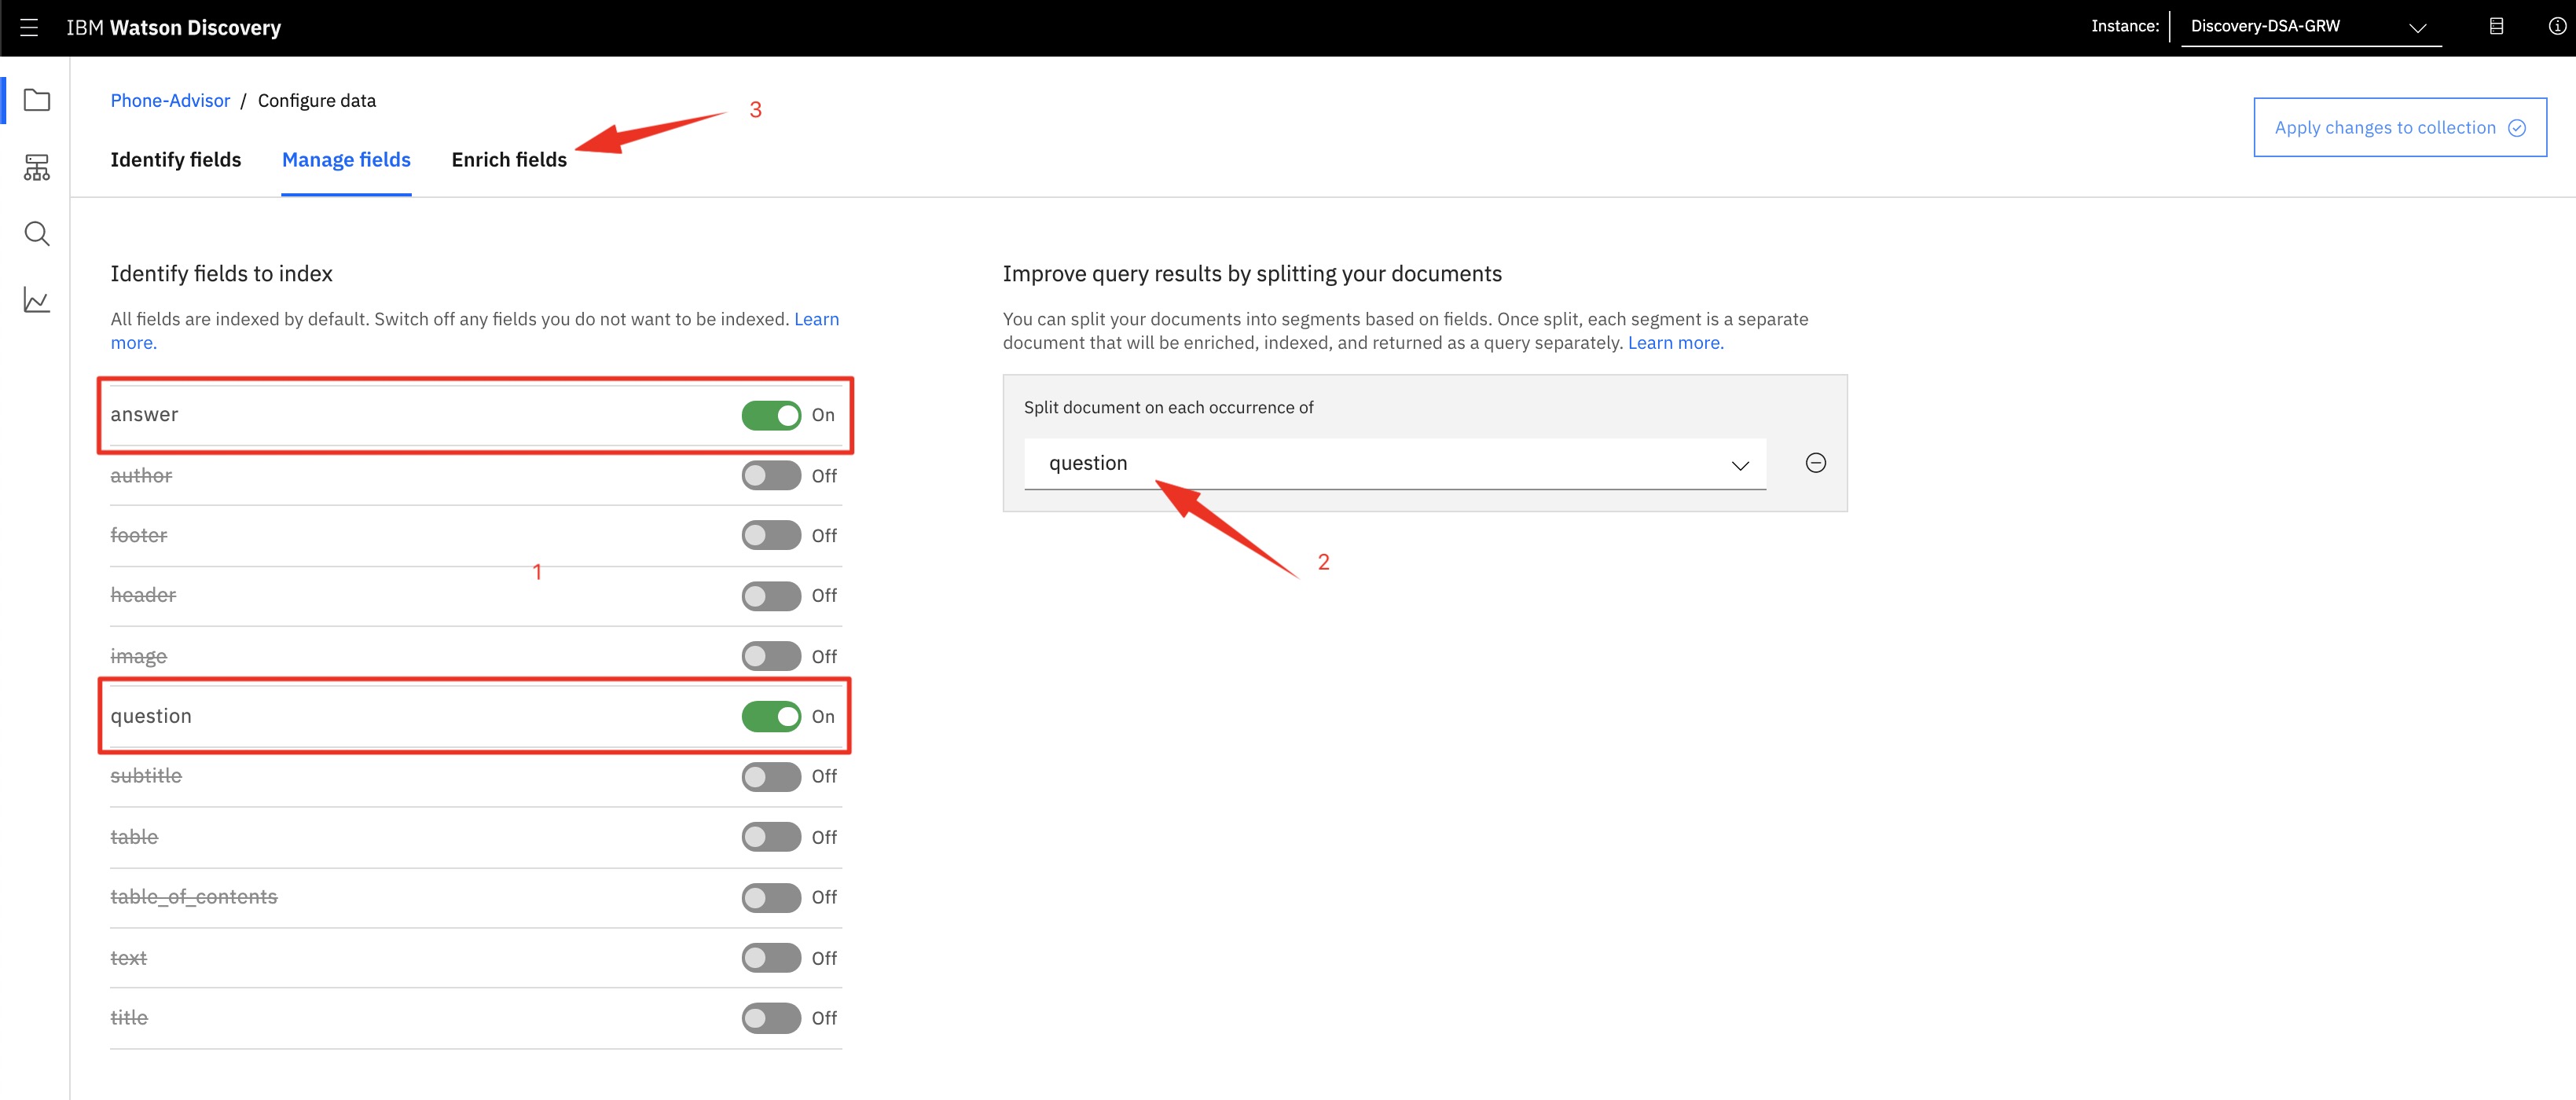 IBM Watson Discovery
Instance: Discovery-DSA-GRW
Phone-Advisor / Configure data
3
Apply changes to collection
Identify fields Manage fields Enrich fields
Identify fields to index
All fields are indexed by default. Switch off any fields you do not want to be indexed. Learn
more.
answer On
author Off
footer Off
1
header Off
image Off
question On
subtitle Off
table Off
table_of_contents Off
text Off
title Off
Improve query results by splitting your documents
You can split your documents into segments based on fields. Once split, each segment is a separate
document that will be enriched, indexed, and returned as a query separately. Learn more.
Split document on each occurrence of
question
2